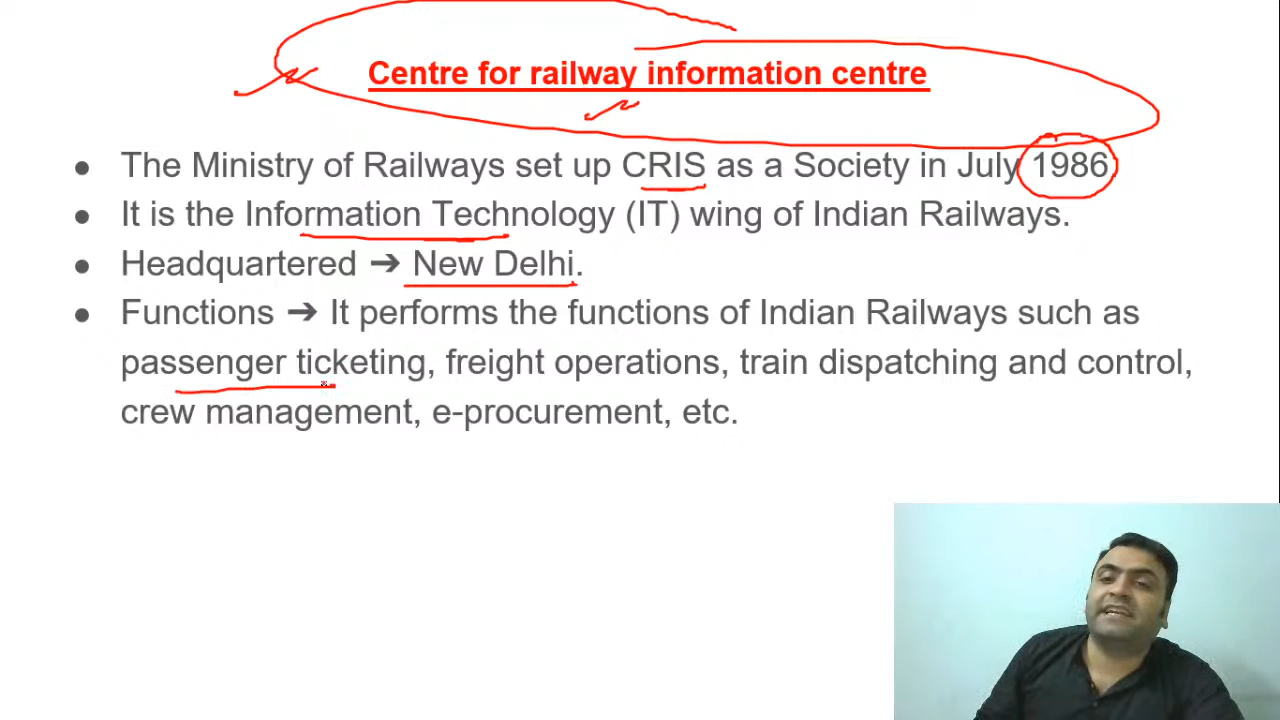 Centre for railway information centre
● The Ministry of Railways set up CRIS as a Society in July 1986
● It is the Information Technology (IT) wing of Indian Railways.
● Headquartered ➔ New Delhi.
● Functions ➔ It performs the functions of Indian Railways such as
passenger ticketing, freight operations, train dispatching and control,
crew management, e-procurement, etc.